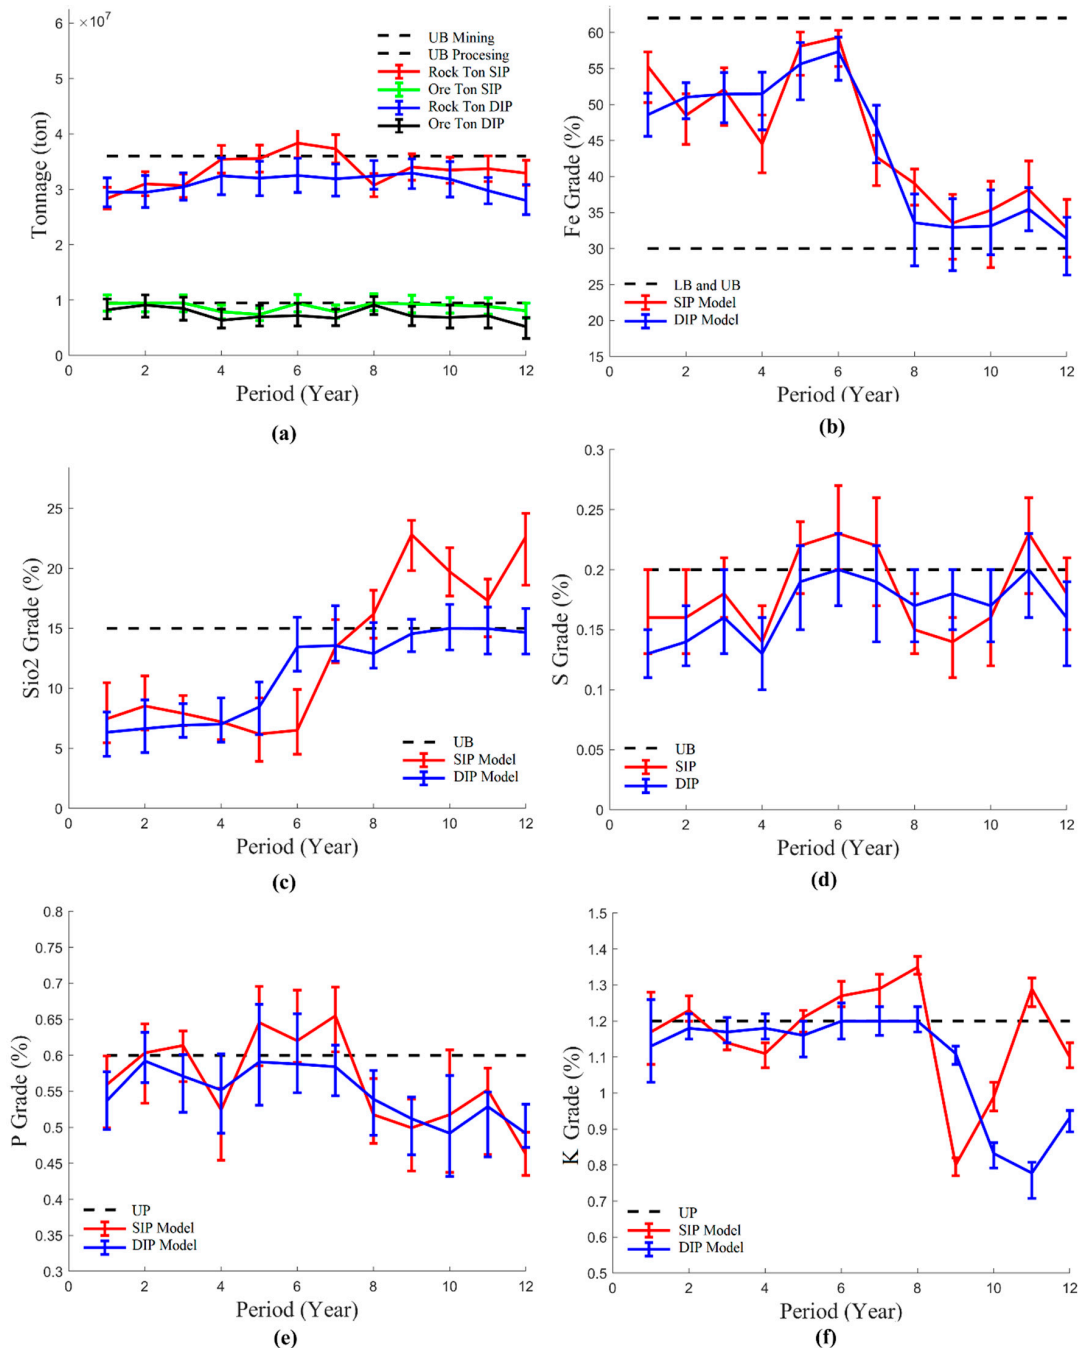 ×10⁷
6
4
3
2
1
0
Tonnage (ton)
UB Mining
UB Procesing
Rock Ton SIP
Ore Ton SIP
Rock Ton DIP
Ore Ton DIP
0 2 4 6 8 10 12
Period (Year)
(a)
60
55
50
45
40
35
30
25
20
15
Fe Grade (%)
LB and UB
SIP Model
DIP Model
0 2 4 6 8 10 12
Period (Year)
(b)
25
20
15
10
5
0
Sio2 Grade (%)
UB
SIP Model
DIP Model
0 2 4 6 8 10 12
Period (Year)
(c)
0.3
0.25
0.2
0.15
0.1
0.05
0
S Grade (%)
UB
SIP
DIP
0 2 4 6 8 10 12
Period (Year)
(d)
0.8
0.75
0.7
0.65
0.6
0.55
0.5
0.45
0.4
0.35
0.3
P Grade (%)
UP
SIP Model
DIP Model
0 2 4 6 8 10 12
Period (Year)
(e)
1.5
1.4
1.3
1.2
1.1
1
0.9
0.8
0.7
0.6
0.5
K Grade (%)
UP
SIP Model
DIP Model
0 2 4 6 8 10 12
Period (Year)
(f)